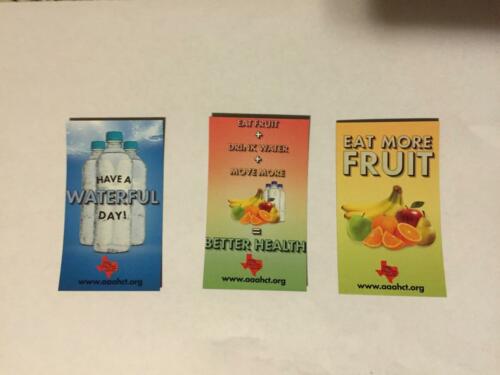 HAVE A
WATERFUL
DAY!
www.aaahct.org
EAT FRUIT
+
DRINK WATER
+
MOVE MORE
=
BETTER HEALTH
www.aaahct.org
EAT MORE
FRUIT
www.aaahct.org